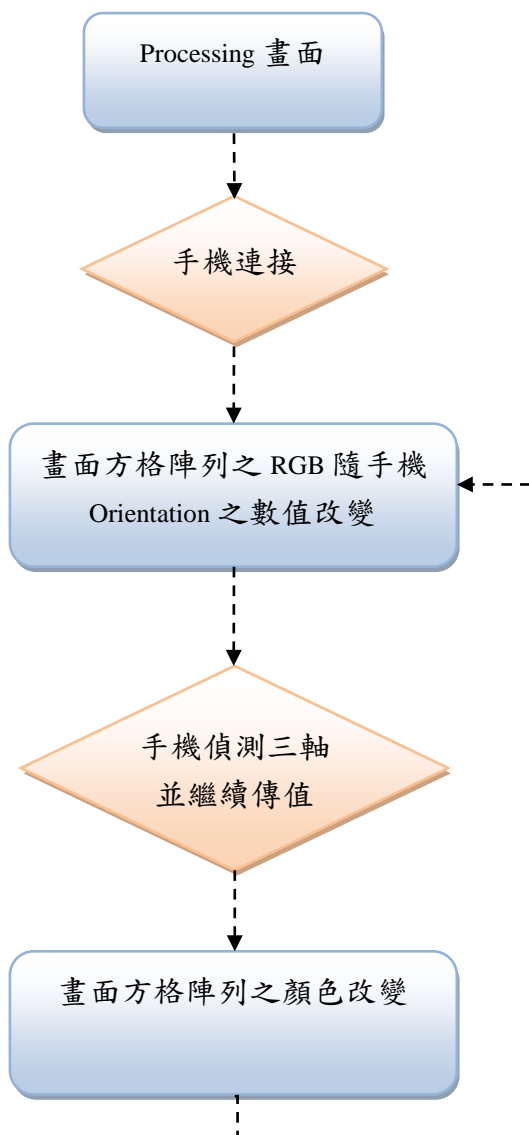 Processing 畫面
手機連接
畫面方格陣列之 RGB 隨手機
Orientation 之數值改變
手機偵測三軸
並繼續傳值
畫面方格陣列之顏色改變